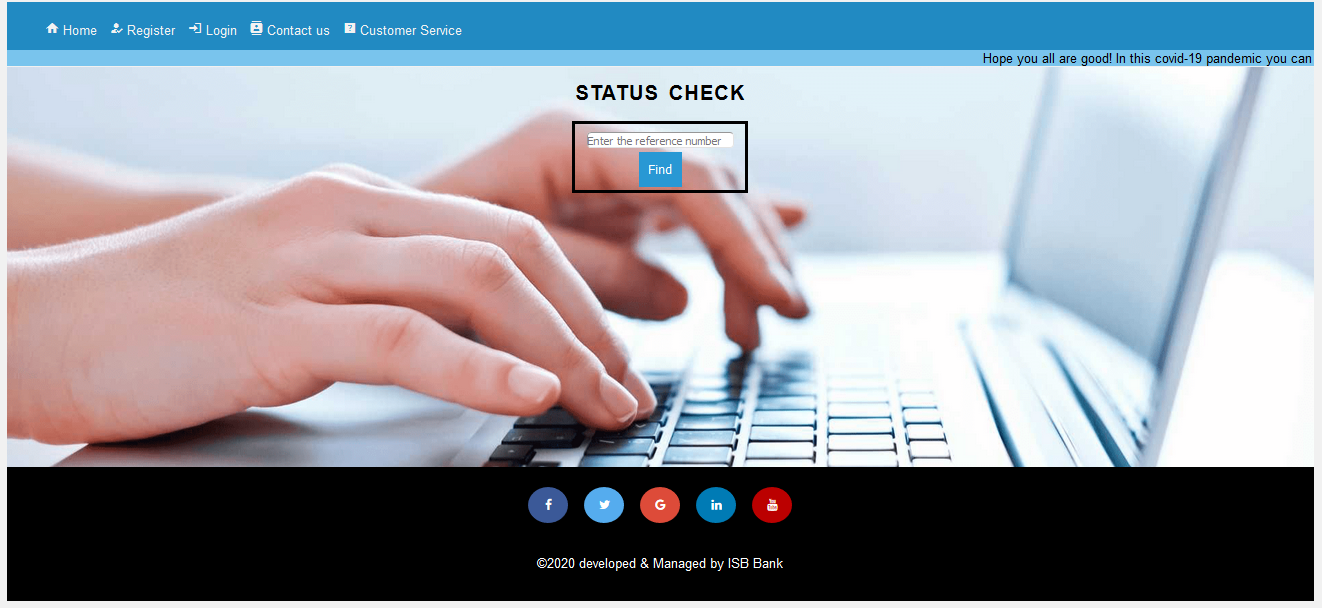 Home Register Login Contact us Customer Service
Hope you all are good! In this covid-19 pandemic you can
STATUS CHECK
Enter the reference number
Find
©2020 developed & Managed by ISB Bank